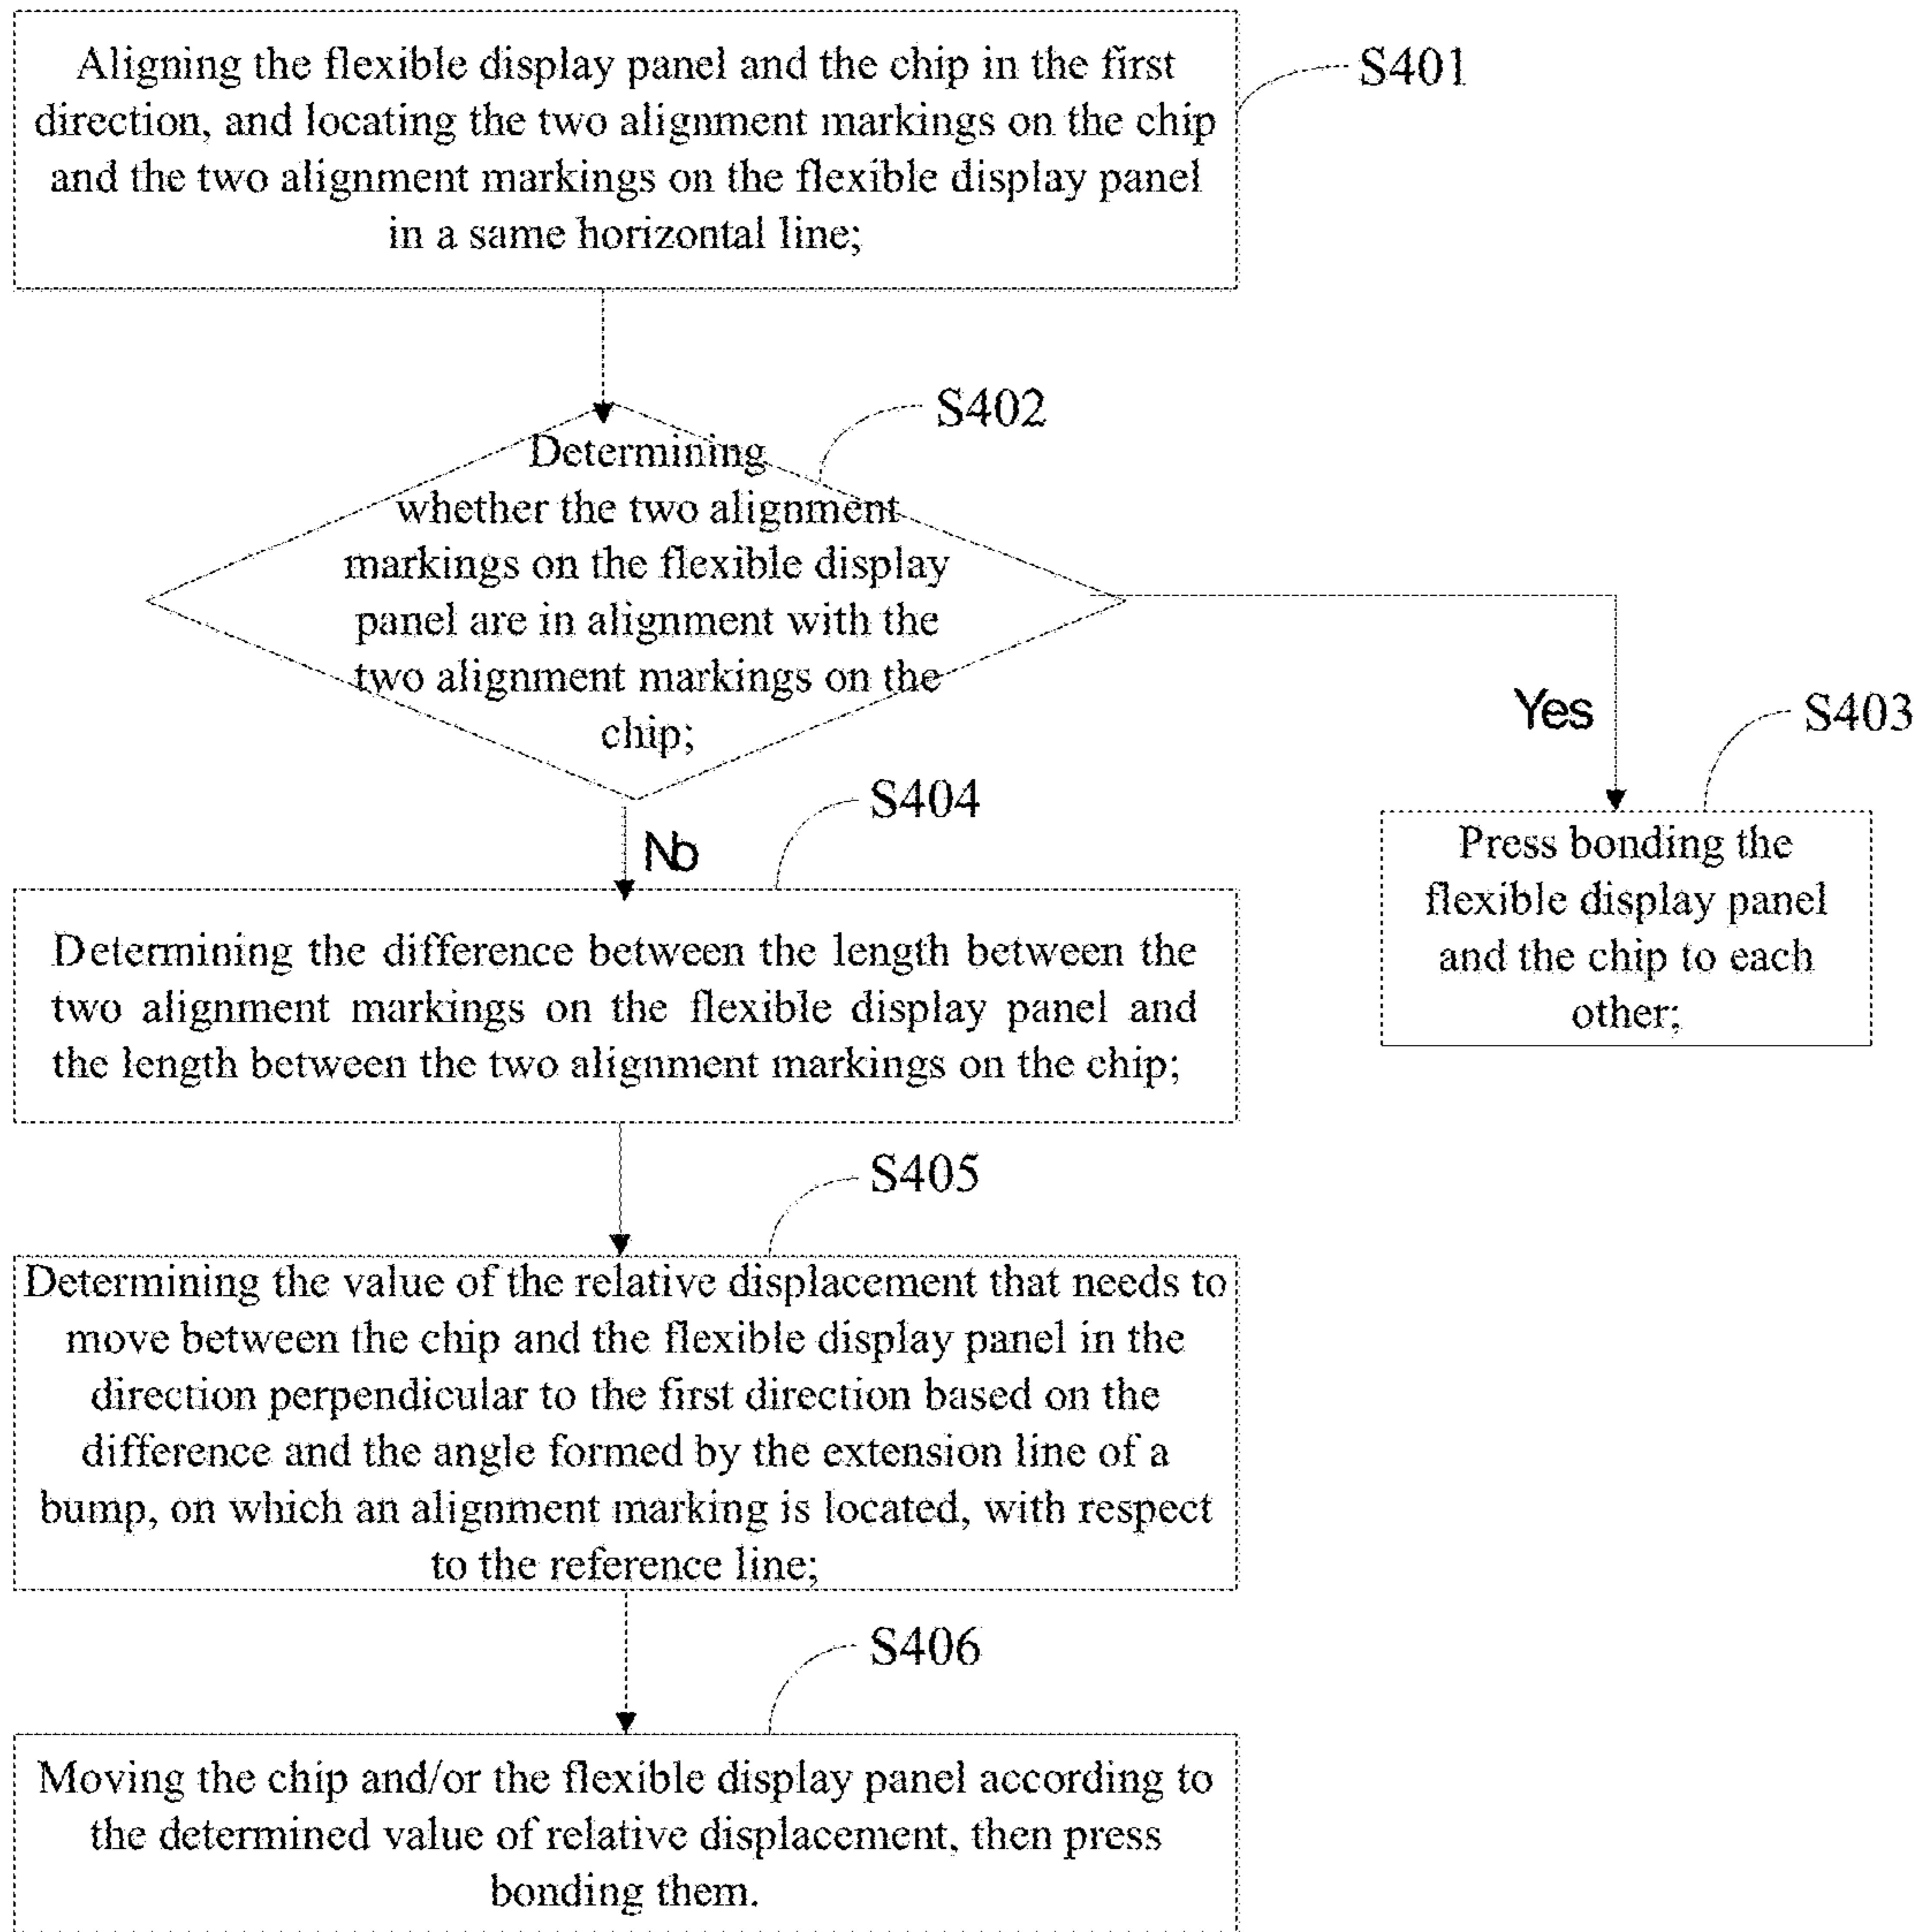 Aligning the flexible display panel and the chip in the first
direction, and locating the two alignment markings on the chip
and the two alignment markings on the flexible display panel
in a same horizontal line;
S401
S402
Determining
whether the two alignment
markings on the flexible display
panel are in alignment with the
two alignment markings on the
chip;
Yes
S403
Press bonding the
flexible display panel
and the chip to each
other;
No
S404
Determining the difference between the length between the
two alignment markings on the flexible display panel and
the length between the two alignment markings on the chip;
S405
Determining the value of the relative displacement that needs to
move between the chip and the flexible display panel in the
direction perpendicular to the first direction based on the
difference and the angle formed by the extension line of a
bump, on which an alignment marking is located, with respect
to the reference line;
S406
Moving the chip and/or the flexible display panel according to
the determined value of relative displacement, then press
bonding them.